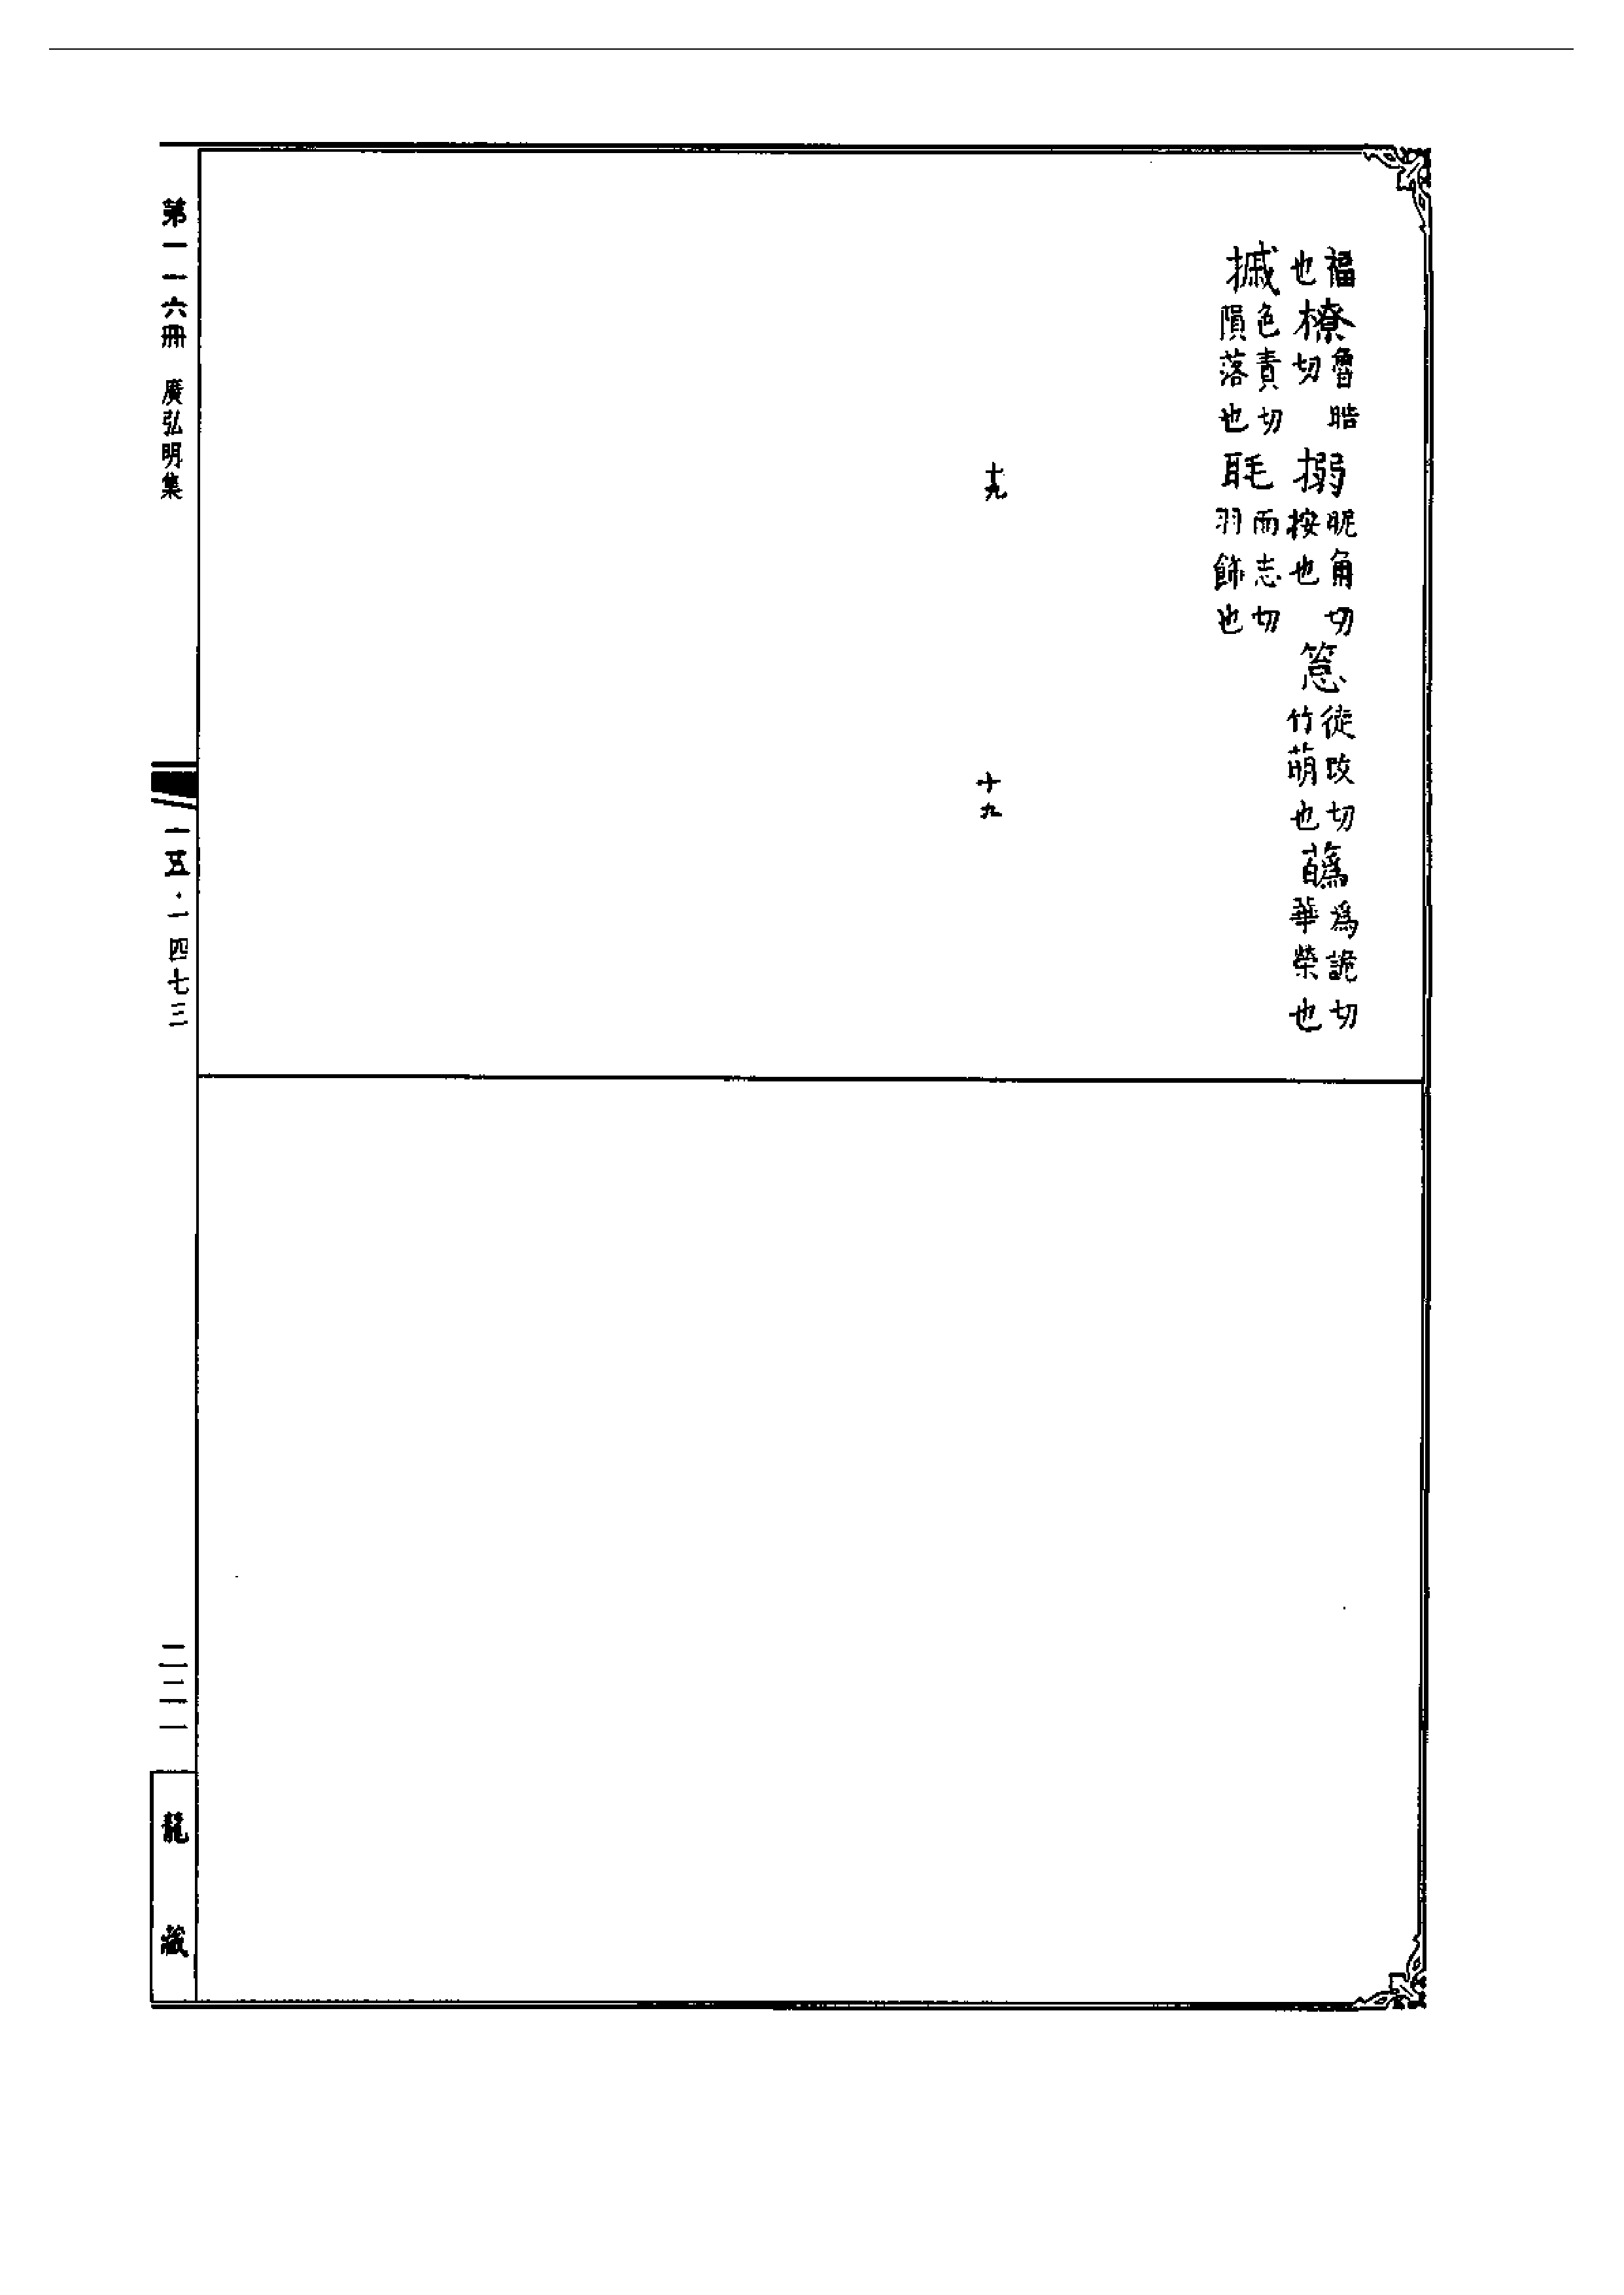 福也橑魯晧切搦昵角切按也䈚徒改切竹萌也蘤爲詭切華榮也
摵色責切隕落也毦而志切羽飾也
十九
十九
第一一六冊 廣弘明集
一五·一四七三
二二一
龍藏